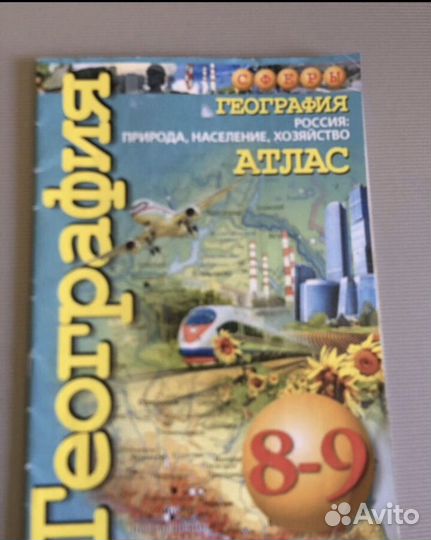 СФЕРЫ
ГЕОГРАФИЯ
РОССИЯ:
ПРИРОДА, НАСЕЛЕНИЕ, ХОЗЯЙСТВО
АТЛАС
География
8-9
Avito